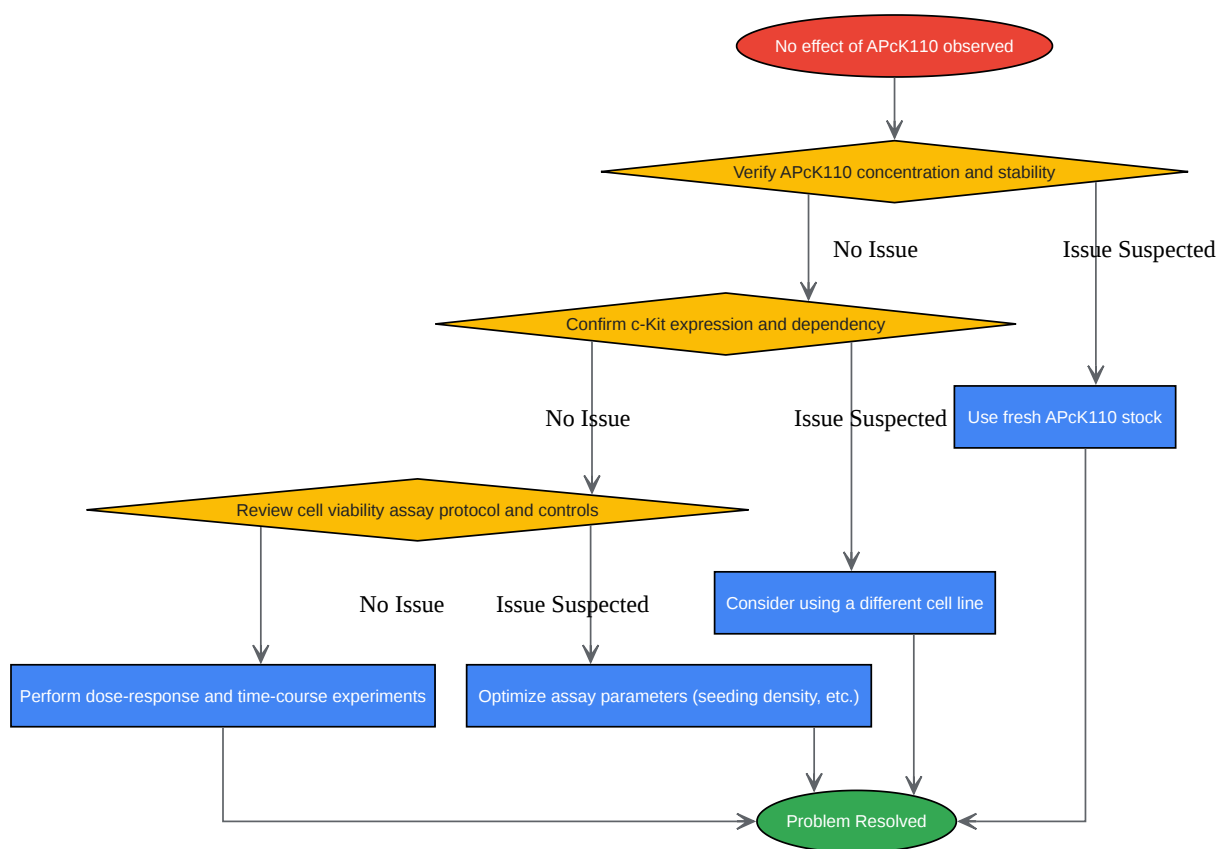 No effect of APcK110 observed
Verify APcK110 concentration and stability
No Issue
Issue Suspected
Confirm c-Kit expression and dependency
No Issue
Issue Suspected
Use fresh APcK110 stock
Review cell viability assay protocol and controls
No Issue
Issue Suspected
Consider using a different cell line
Perform dose-response and time-course experiments
Optimize assay parameters (seeding density, etc.)
Problem Resolved